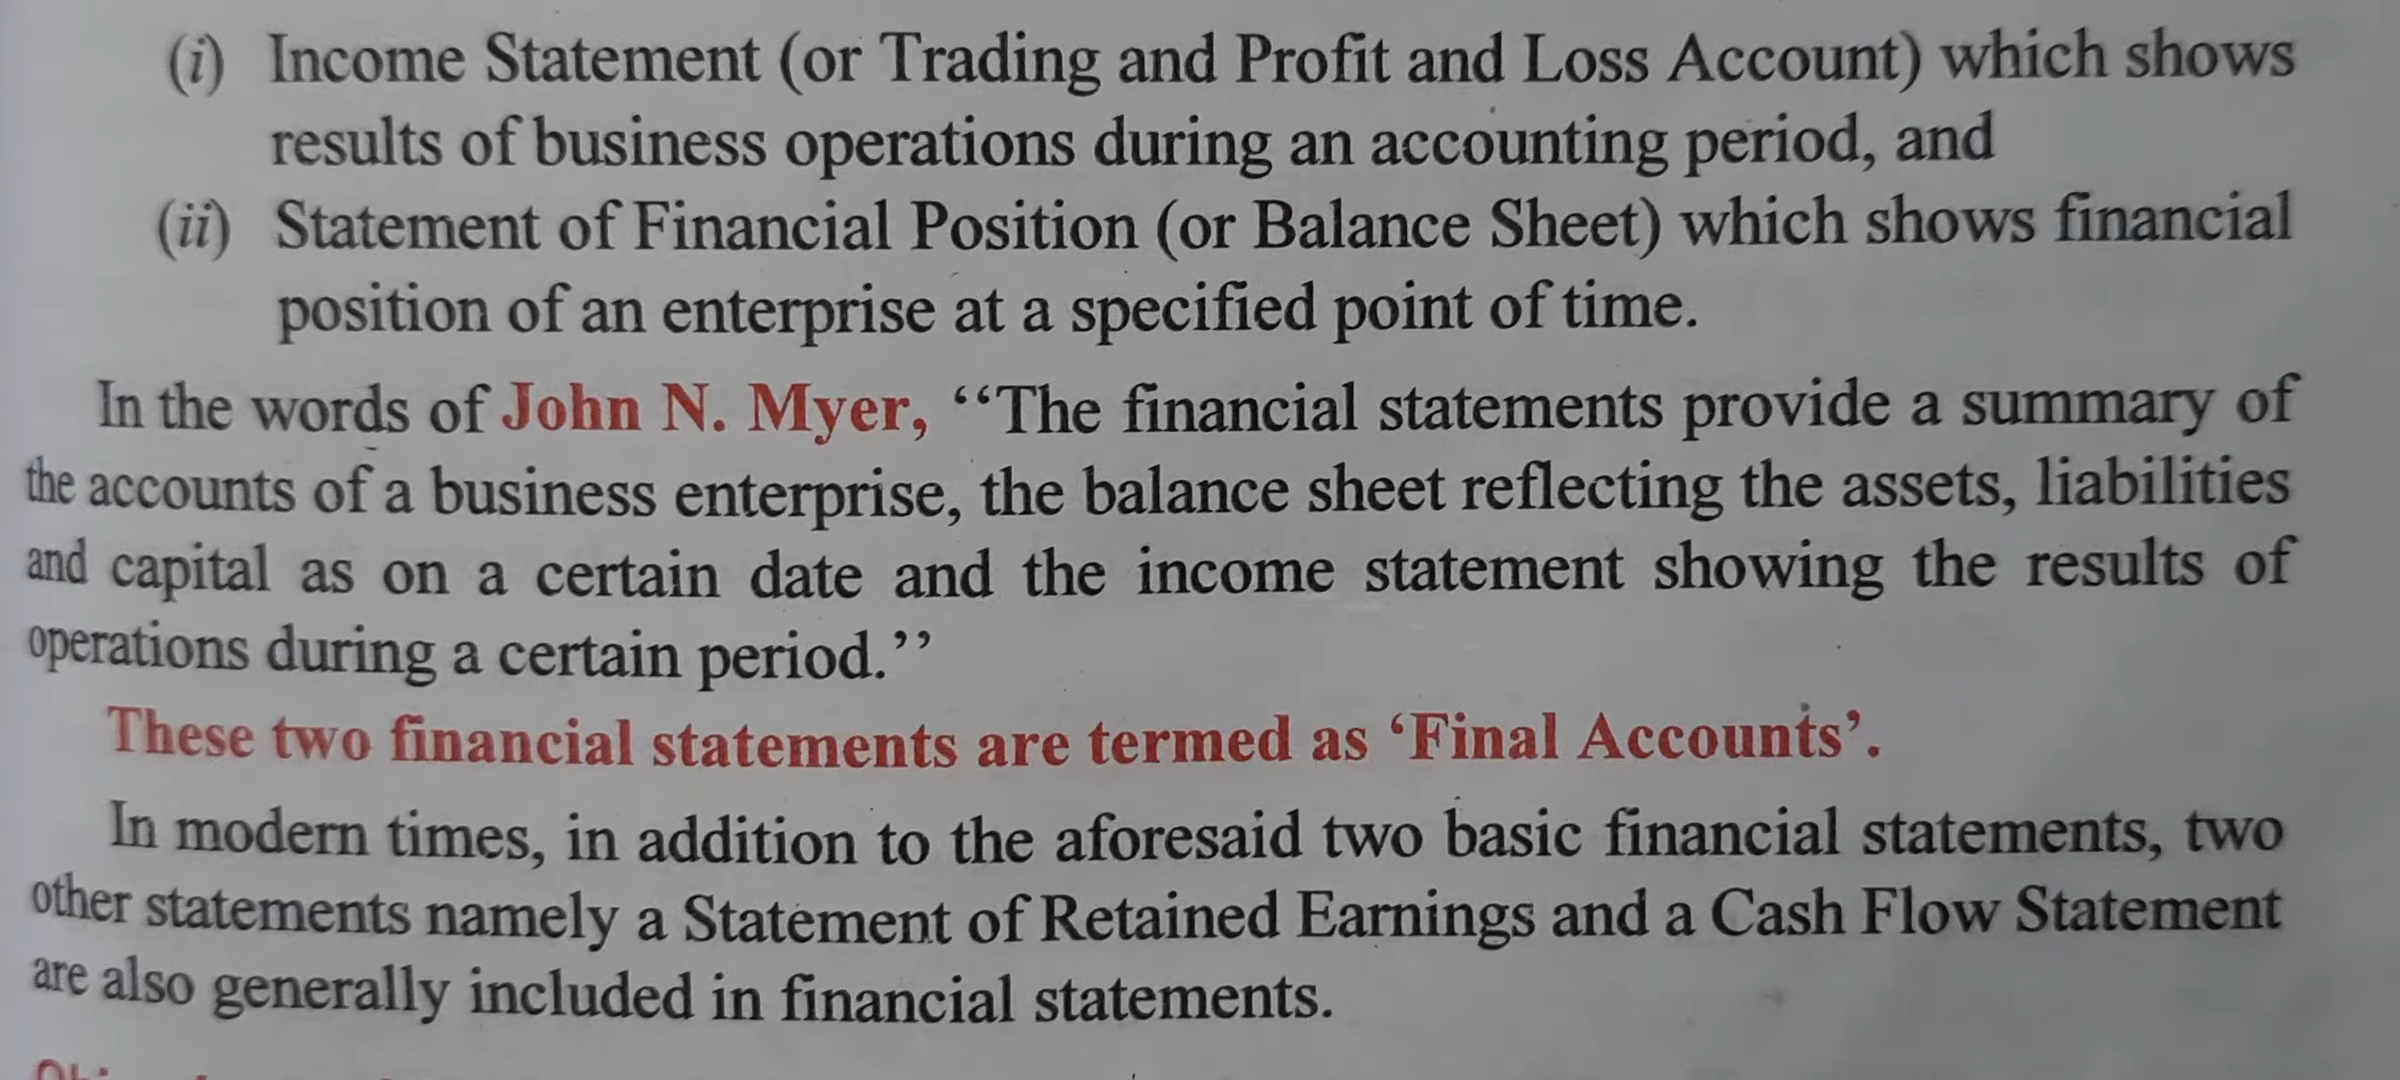 (i) Income Statement (or Trading and Profit and Loss Account) which shows
results of business operations during an accounting period, and
(ii) Statement of Financial Position (or Balance Sheet) which shows financial
position of an enterprise at a specified point of time.
In the words of John N. Myer, ‘‘The financial statements provide a summary of
the accounts of a business enterprise, the balance sheet reflecting the assets, liabilities
and capital as on a certain date and the income statement showing the results of
operations during a certain period.’’
These two financial statements are termed as ‘Final Accounts’.
In modern times, in addition to the aforesaid two basic financial statements, two
other statements namely a Statement of Retained Earnings and a Cash Flow Statement
are also generally included in financial statements.